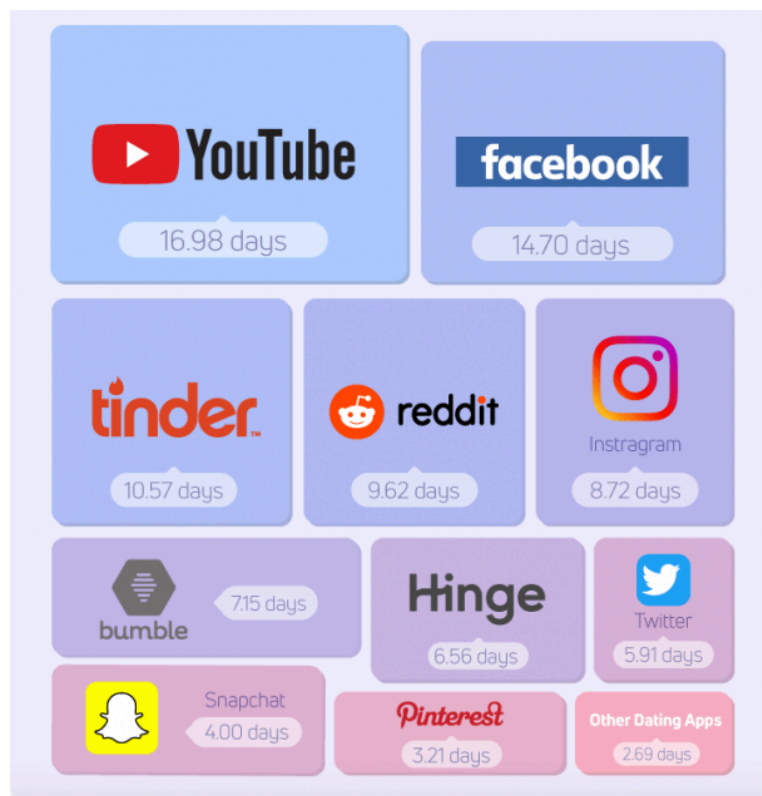 YouTube
16.98 days
facebook
14.70 days
tinder™
10.57 days
reddit
9.62 days
Instragram
8.72 days
bumble
7.15 days
Hinge
6.56 days
Twitter
5.91 days
Snapchat
4.00 days
Pinterest
3.21 days
Other Dating Apps
2.69 days